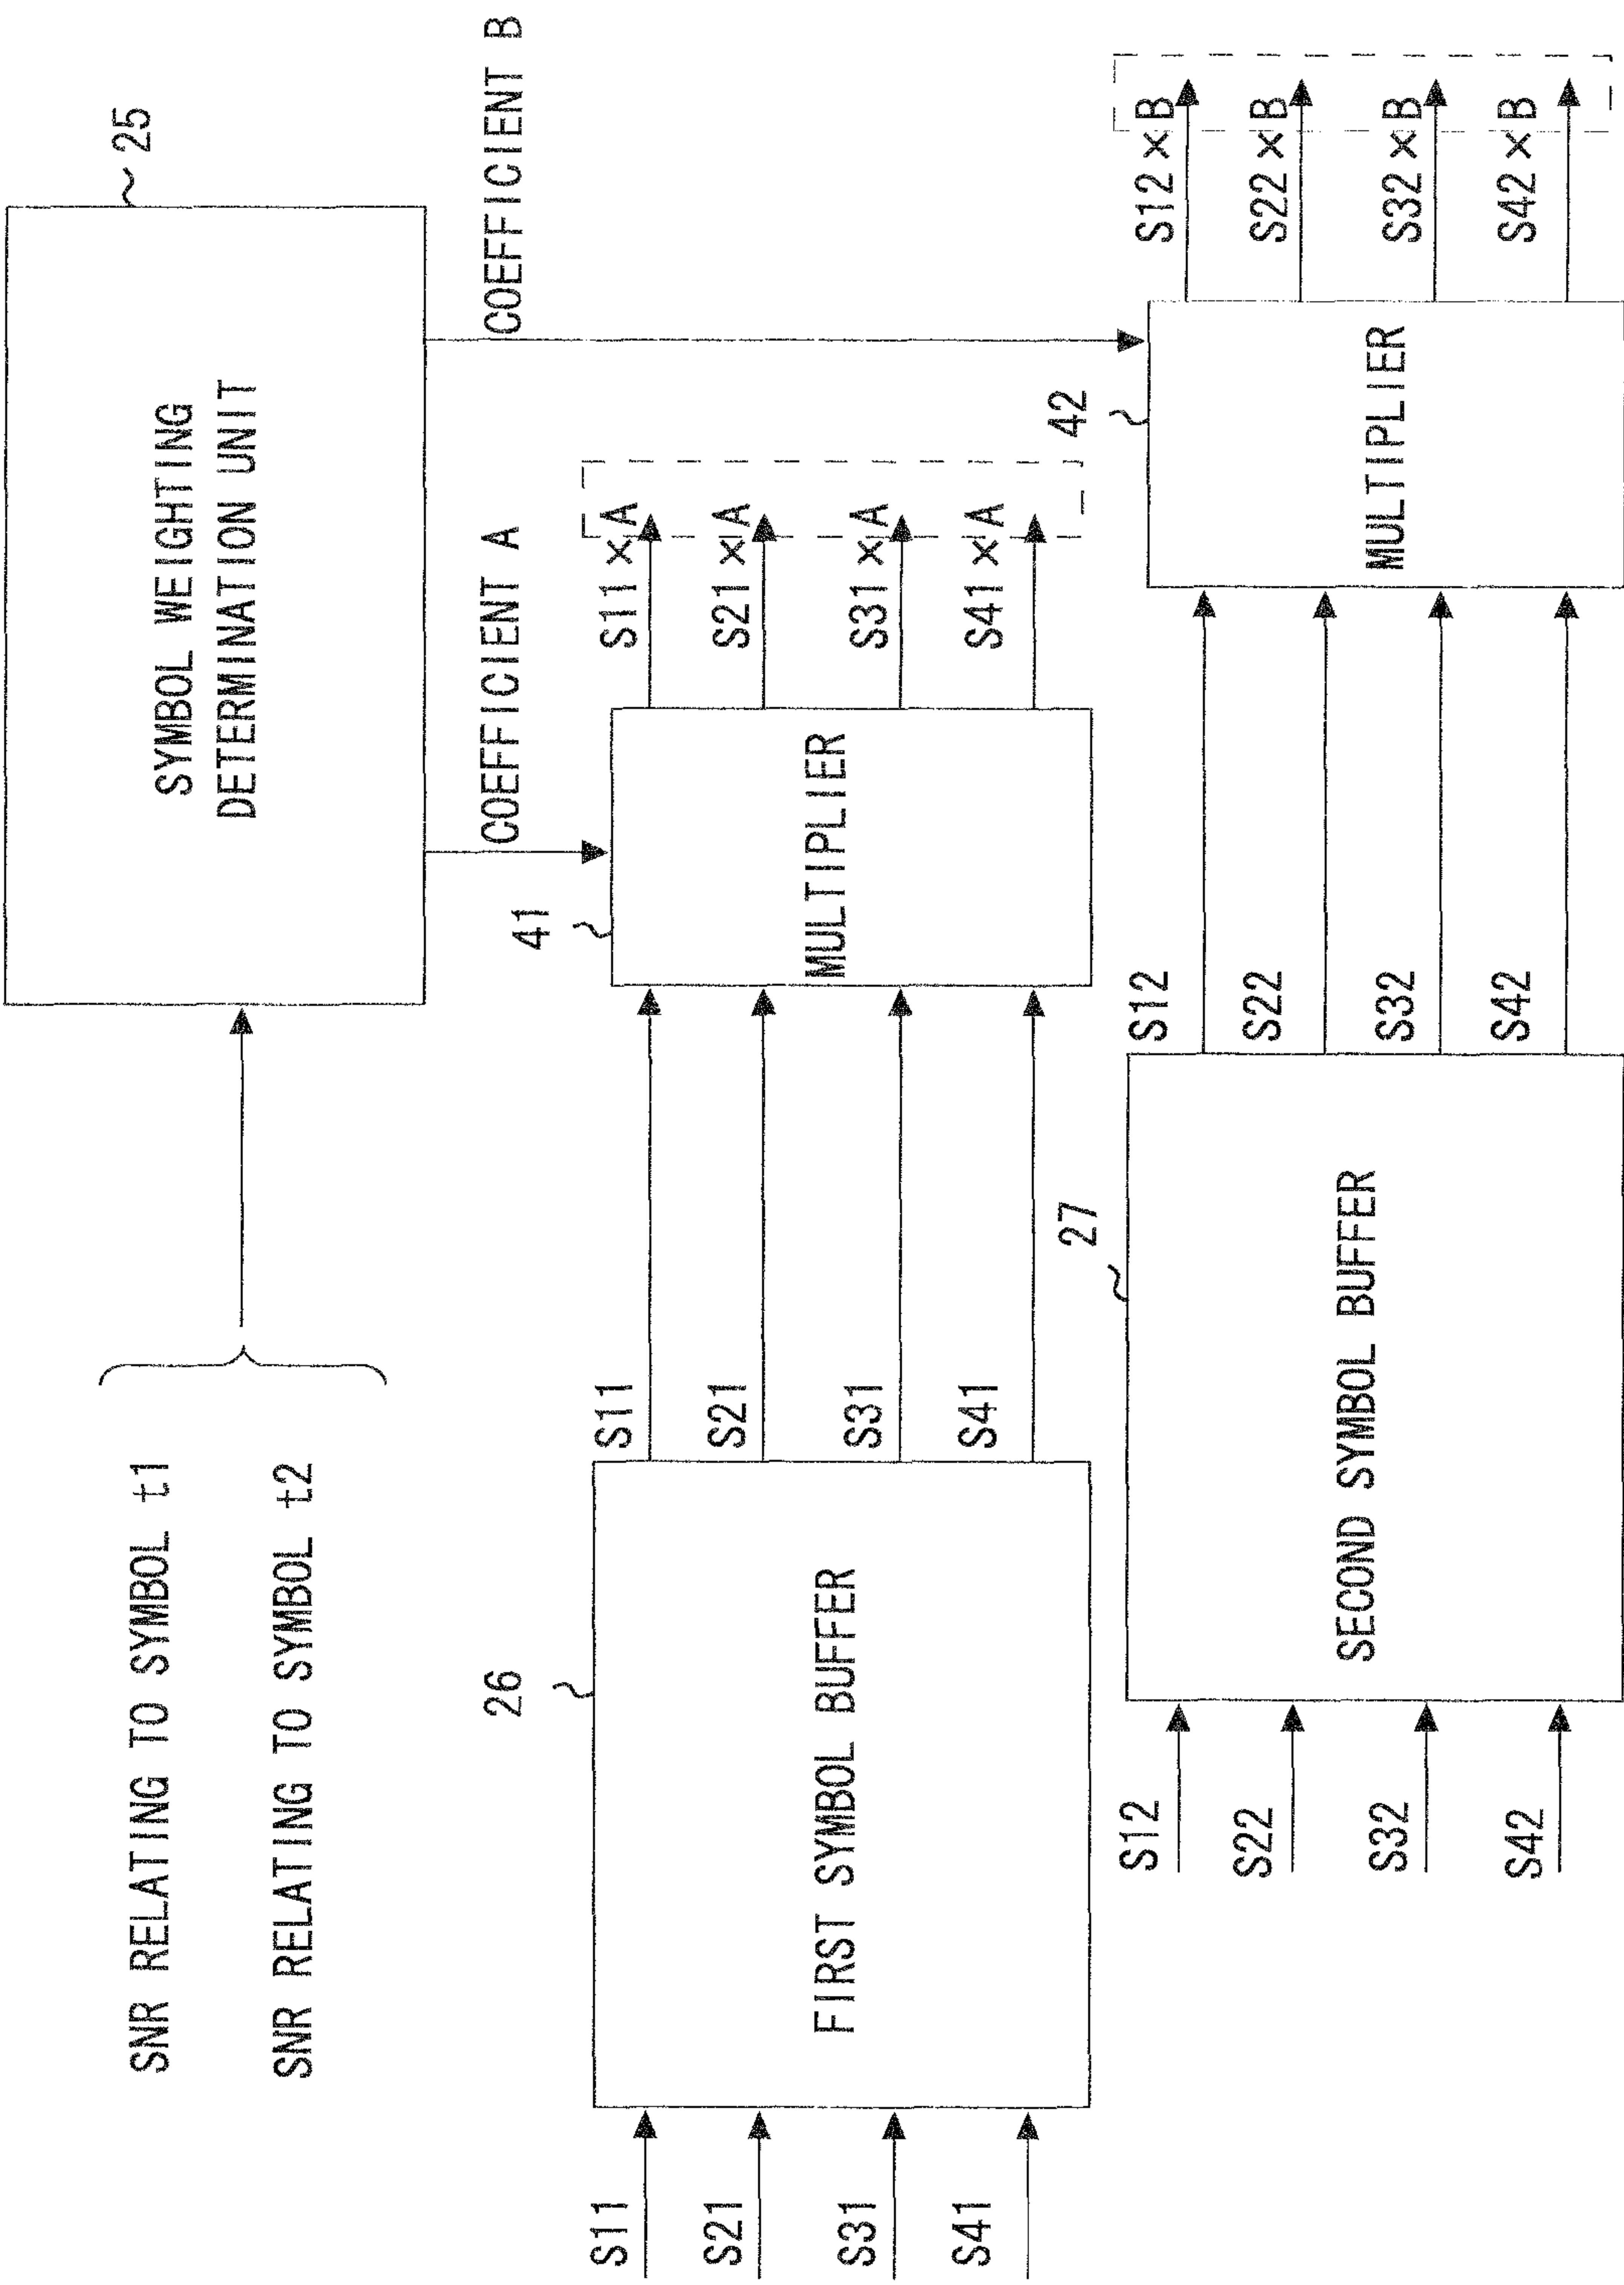 SNR RELATING TO SYMBOL t1
SNR RELATING TO SYMBOL t2
SYMBOL WEIGHTING
DETERMINATION UNIT
25
COEFFICIENT A
COEFFICIENT B
26
41
S11
S21
S31
S41
FIRST SYMBOL BUFFER
S11
S21
S31
S41
MULTIPLIER
S11×A
S21×A
S31×A
S41×A
27
42
S12
S22
S32
S42
SECOND SYMBOL BUFFER
S12
S22
S32
S42
MULTIPLIER
S12×B
S22×B
S32×B
S42×B